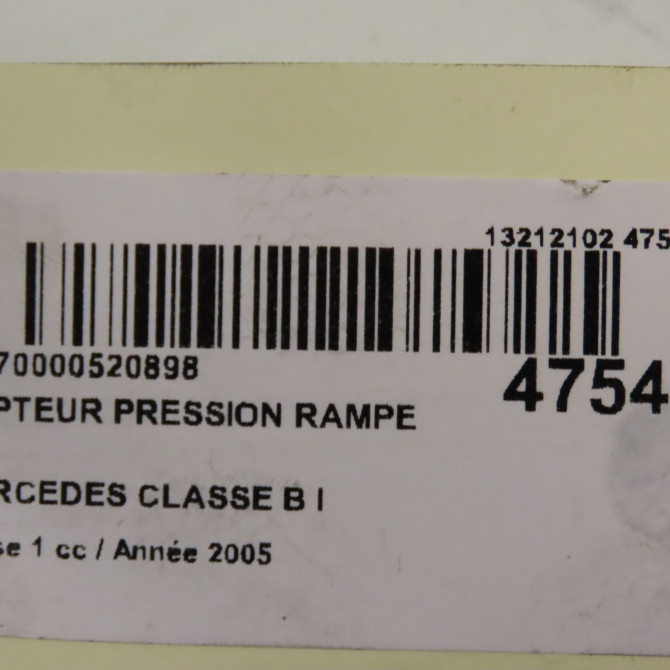 13212102 475
70000520898
4754
PTEUR PRESSION RAMPE
RCEDES CLASSE B I
se 1 cc / Année 2005